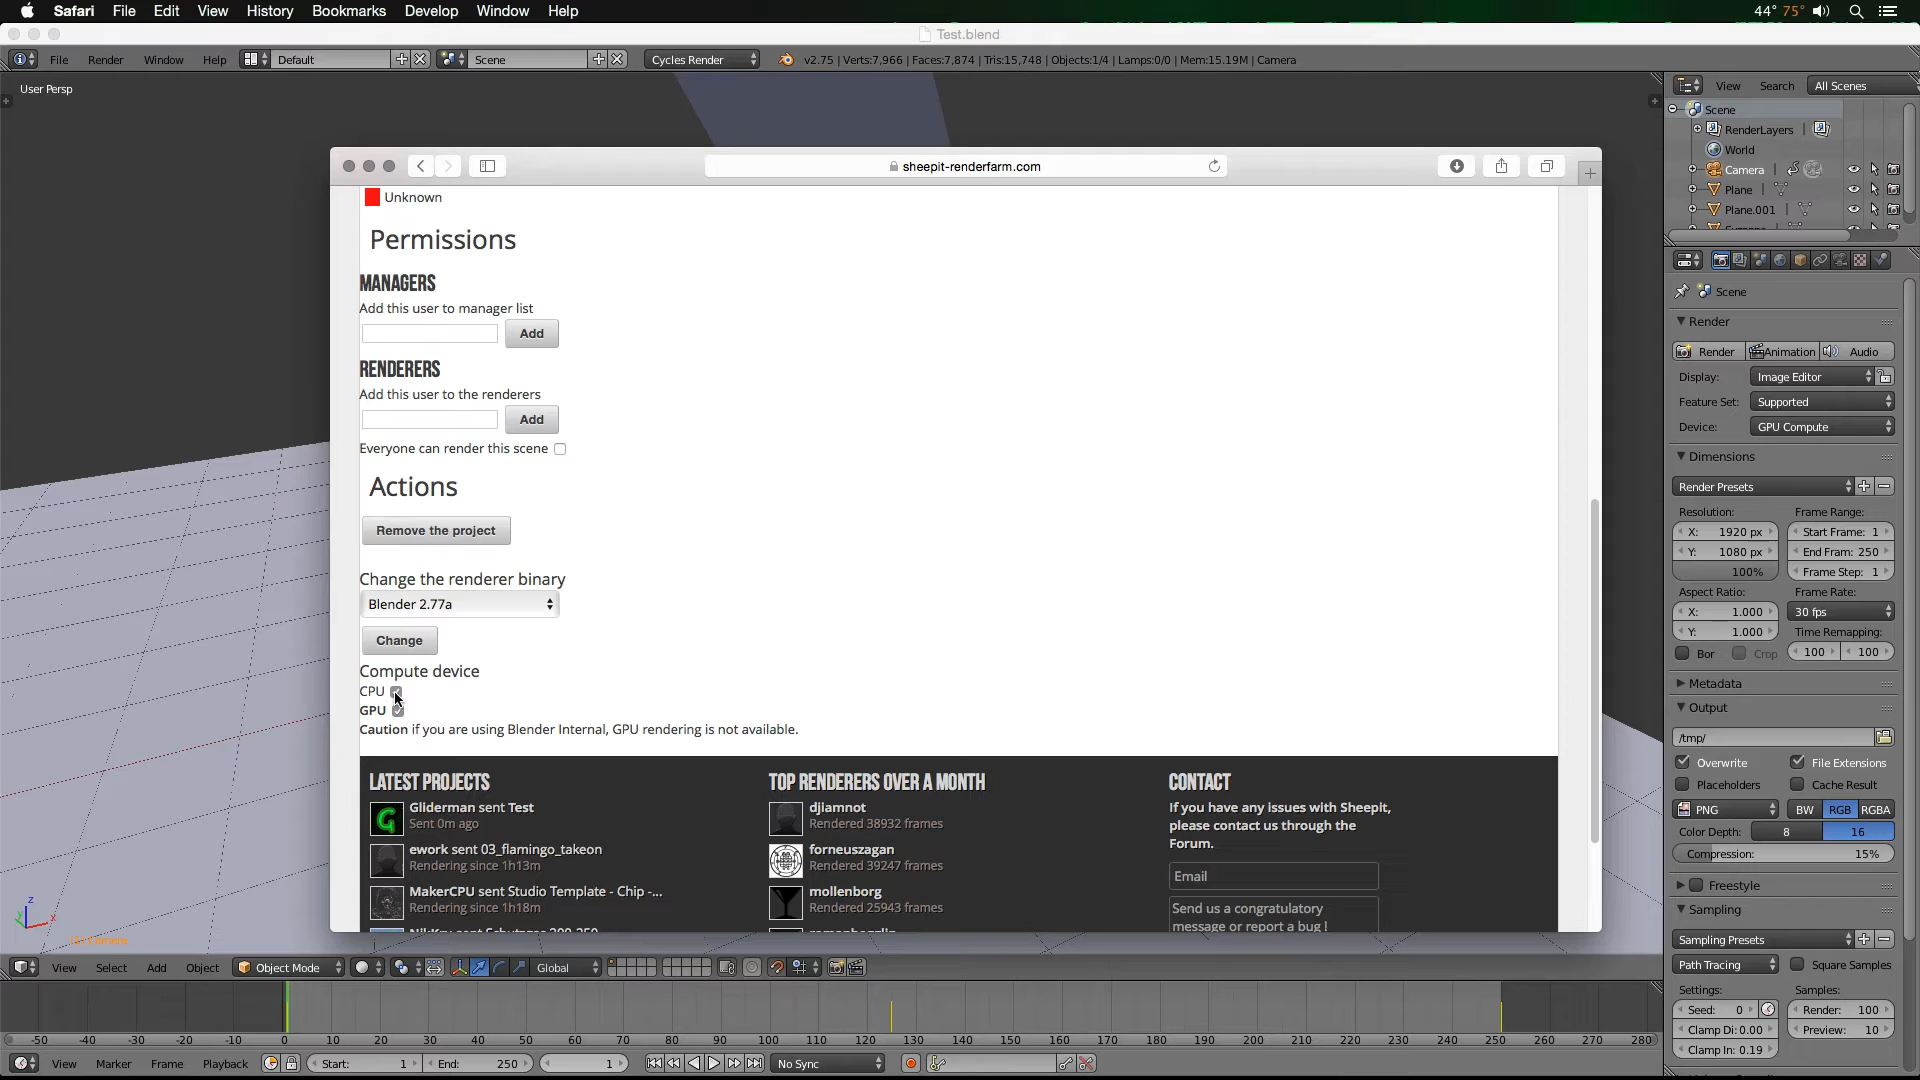 Safari File Edit View History Bookmarks Develop Window Help 44° 75°
Test.blend
File Render Window Help Default Scene Cycles Render v2.75 | Verts:7,966 | Faces:7,874 | Tris:15,748 | Objects:1/4 | Lamps:0/0 | Mem:15.19M | Camera
User Persp
View Search All Scenes
Scene
RenderLayers
World
Camera
Plane
Plane.001
sheepit-renderfarm.com
Unknown
Permissions
MANAGERS
Add this user to manager list
Add
RENDERERS
Add this user to the renderers
Add
Everyone can render this scene
Actions
Remove the project
Change the renderer binary
Blender 2.77a
Change
Compute device
CPU
GPU
Caution if you are using Blender Internal, GPU rendering is not available.
LATEST PROJECTS
Gliderman sent Test
Sent 0m ago
ework sent 03_flamingo_takeon
Rendering since 1h13m
MakerCPU sent Studio Template - Chip -...
Rendering since 1h18m
TOP RENDERERS OVER A MONTH
djlamnot
Rendered 38932 frames
forneuszagan
Rendered 39247 frames
mollenborg
Rendered 25943 frames
CONTACT
If you have any issues with Sheepit,
please contact us through the
Forum.
Email
Send us a congratulatory
message or report a bug !
Scene
Render
Render Animation Audio
Display: Image Editor
Feature Set: Supported
Device: GPU Compute
Dimensions
Render Presets
Resolution: Frame Range:
X: 1920 px Start Frame: 1
Y: 1080 px End Fram: 250
100% Frame Step: 1
Aspect Ratio: Frame Rate:
X: 1.000 30 fps
Y: 1.000 Time Remapping:
Bor Crop 100 100
Metadata
Output
/tmp/
Overwrite File Extensions
Placeholders Cache Result
PNG BW RGB RGBA
Color Depth: 8 16
Compression: 15%
Freestyle
Sampling
Sampling Presets
Path Tracing Square Samples
Settings: Samples:
Seed: 0 Render: 100
Clamp Di: 0.00 Preview: 10
Clamp In: 0.19
z
y x
View Select Add Object Object Mode Global
-50 -40 -30 -20 -10 0 10 20 30 40 50 60 70 80 90 100 110 120 130 140 150 160 170 180 190 200 210 220 230 240 250 260 270 280
View Marker Frame Playback Start: 1 End: 250 1 No Sync